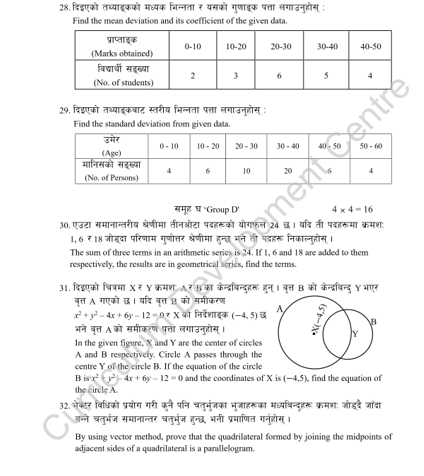 28. दिइएको तथ्याङ्कको मध्यक भिन्नता र यसको गुणाङ्क पत्ता लगाउनुहोस् :
Find the mean deviation and its coefficient of the given data.
प्राप्ताङ्क (Marks obtained) 0-10 10-20 20-30 30-40 40-50
विद्यार्थी सङ्ख्या (No. of students) 2 3 6 5 4
29. दिइएको तथ्याङ्कबाट स्तरीय भिन्नता पत्ता लगाउनुहोस् :
Find the standard deviation from given data.
उमेर (Age) 0 - 10 10 - 20 20 - 30 30 - 40 40 - 50 50 - 60
मानिसको सङ्ख्या (No. of Persons) 4 6 10 20 6 4
समूह घ 'Group D' 4 × 4 = 16
30. एउटा समानान्तरीय श्रेणीमा तीनओटा पदहरूको योगफल 24 छ । यदि ती पदहरूमा क्रमशः
1, 6 र 18 जोड्दा परिणाम गुणोत्तर श्रेणीमा हुन्छ भने ती पदहरू निकाल्नुहोस् ।
The sum of three terms in an arithmetic series is 24. If 1, 6 and 18 are added to them
respectively, the results are in geometrical series, find the terms.
31. दिइएको चित्रमा X र Y क्रमशः A र B का केन्द्रबिन्दुहरू हुन् । वृत्त B को केन्द्रबिन्दु Y भएर
वृत्त A गएको छ । यदि वृत्त B को समीकरण
x² + y² – 4x + 6y – 12 = 0 र X को निर्देशाङ्क (–4, 5) छ
भने वृत्त A को समीकरण पत्ता लगाउनुहोस् ।
In the given figure, X and Y are the center of circles
A and B respectively. Circle A passes through the
centre Y of the circle B. If the equation of the circle
B is x² + y² – 4x + 6y – 12 = 0 and the coordinates of X is (–4,5), find the equation of
the circle A.
A
X(-4,5)
Y
B
32. भेक्टर विधिको प्रयोग गरी कुनै पनि चतुर्भुजका भुजाहरूका मध्यबिन्दुहरू क्रमशः जोड्दै जाँदा
बन्ने चतुर्भुज समानान्तर चतुर्भुज हुन्छ, भनी प्रमाणित गर्नुहोस् ।
By using vector method, prove that the quadrilateral formed by joining the midpoints of
adjacent sides of a quadrilateral is a parallelogram.
Curriculum Development Centre